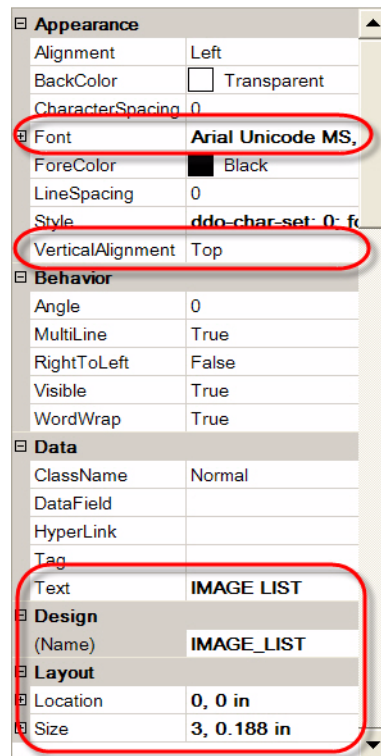 Appearance
Alignment Left
BackColor Transparent
CharacterSpacing 0
Font Arial Unicode MS,
ForeColor Black
LineSpacing 0
Style ddo-char-set: 0; fo
VerticalAlignment Top
Behavior
Angle 0
MultiLine True
RightToLeft False
Visible True
WordWrap True
Data
ClassName Normal
DataField
HyperLink
Tag
Text IMAGE LIST
Design
(Name) IMAGE_LIST
Layout
Location 0, 0 in
Size 3, 0.188 in